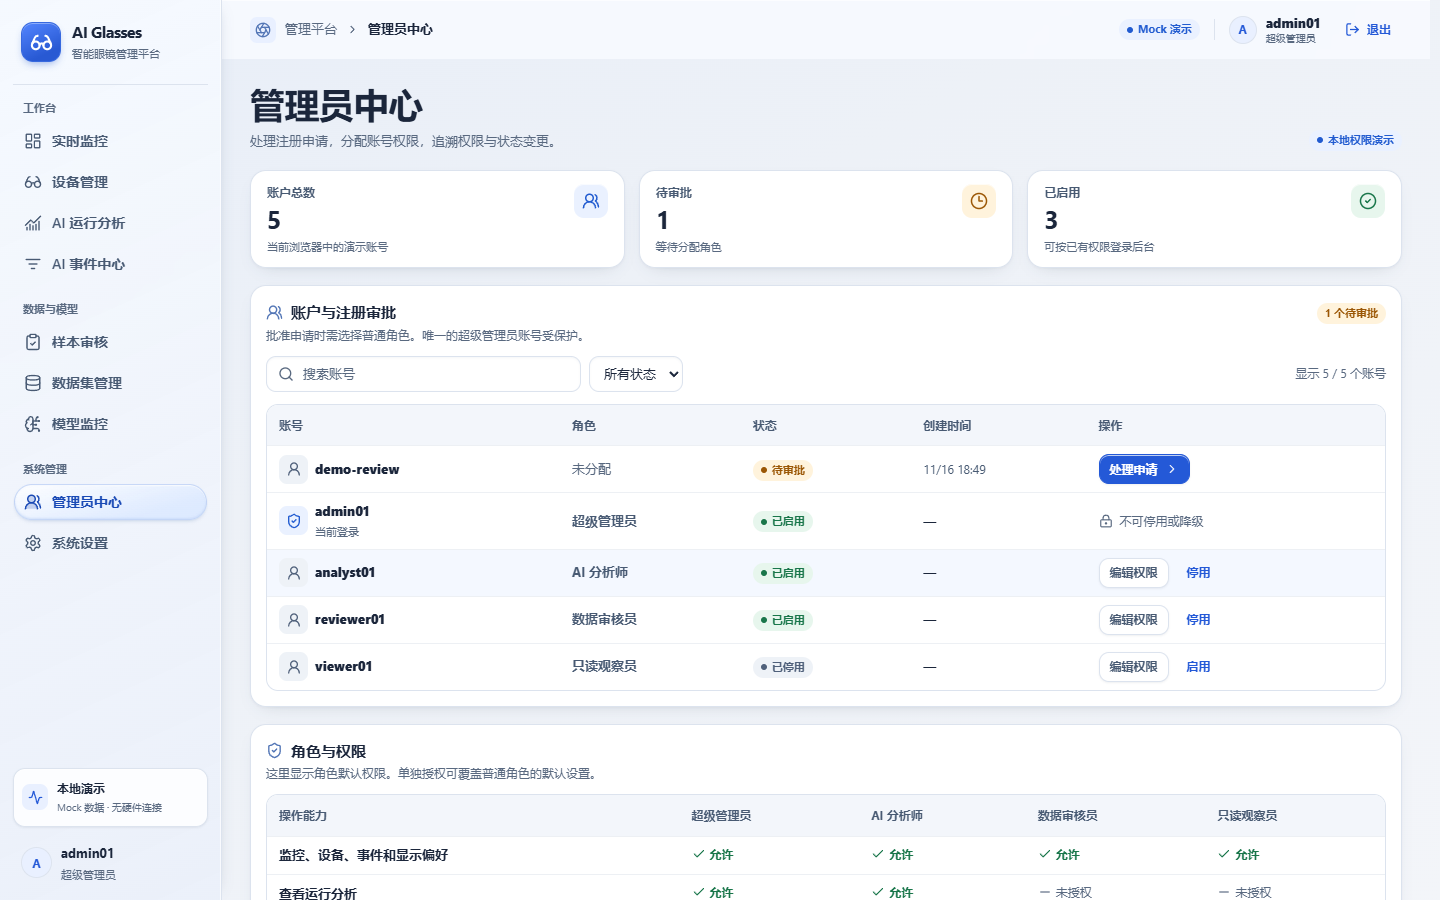 AI Glasses
智能眼镜管理平台
工作台
实时监控
设备管理
AI 运行分析
AI 事件中心
数据与模型
样本审核
数据集管理
模型监控
系统管理
管理员中心
系统设置
本地演示
Mock 数据 · 无硬件连接
A
admin01
超级管理员
管理平台 > 管理员中心
Mock 演示
A
admin01
超级管理员
退出
管理员中心
处理注册申请，分配账号权限，追溯权限与状态变更。
本地权限演示
账户总数
5
当前浏览器中的演示账号
待审批
1
等待分配角色
已启用
3
可按已有权限登录后台
账户与注册审批
1 个待审批
批准申请时需选择普通角色。唯一的超级管理员账号受保护。
搜索账号
所有状态
显示 5 / 5 个账号
账号 角色 状态 创建时间 操作
demo-review 未分配 待审批 11/16 18:49 处理申请
admin01 当前登录 超级管理员 已启用 — 不可停用或降级
analyst01 AI 分析师 已启用 — 编辑权限 停用
reviewer01 数据审核员 已启用 — 编辑权限 停用
viewer01 只读观察员 已停用 — 编辑权限 启用
角色与权限
这里显示角色默认权限。单独授权可覆盖普通角色的默认设置。
操作能力 超级管理员 AI 分析师 数据审核员 只读观察员
监控、设备、事件和显示偏好 允许 允许 允许 允许
查看运行分析 允许 允许 未授权 未授权